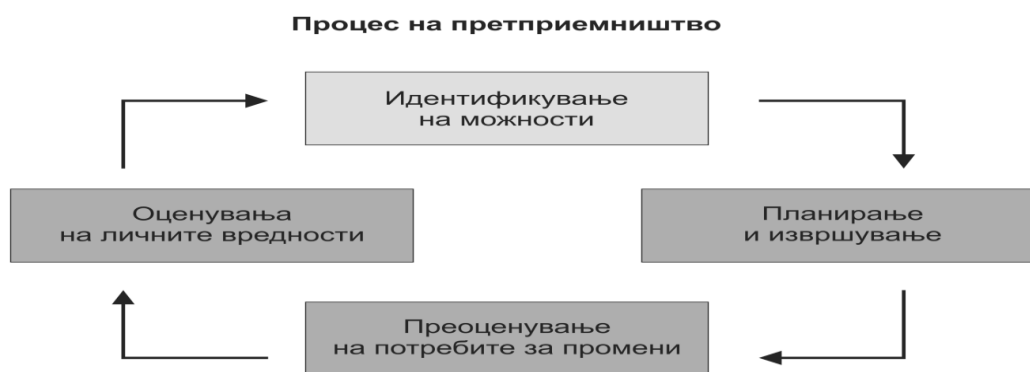 Процес на претприемништво
Идентификување
на можности
Оценувања
на личните вредности
Планирање
и извршување
Преоценување
на потребите за промени